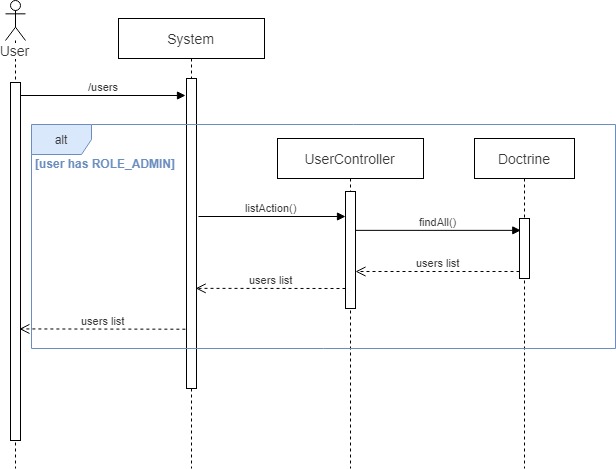 User
System
/users
alt
[user has ROLE_ADMIN]
UserController
Doctrine
listAction()
findAll()
users list
users list
users list